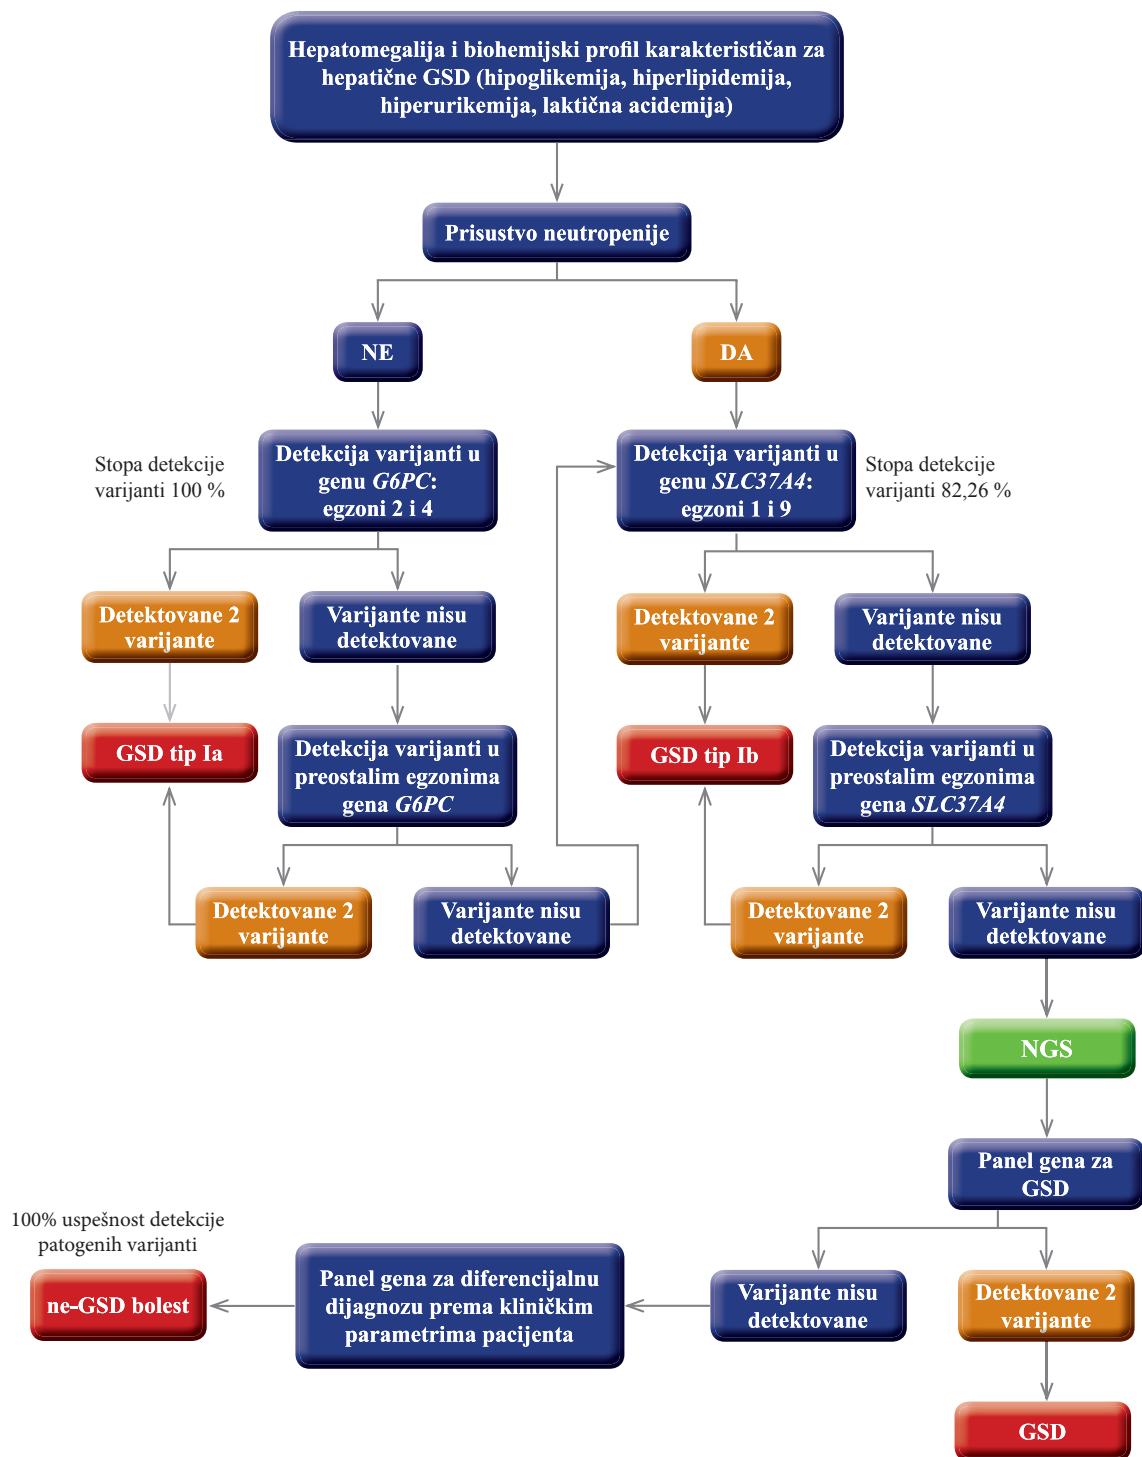 Hepatomegalija i biohemijski profil karakterističan za
hepatične GSD (hipoglikemija, hiperlipidemija,
hiperurikemija, laktična acidemija)
Prisustvo neutropenije
NE
DA
Stopa detekcije
varijanti 100 %
Detekcija varijanti u
genu G6PC:
egzoni 2 i 4
Detekcija varijanti u
genu SLC37A4:
egzoni 1 i 9
Stopa detekcije
varijanti 82,26 %
Detektovane 2
varijante
Varijante nisu
detektovane
Detektovane 2
varijante
Varijante nisu
detektovane
GSD tip Ia
Detekcija varijanti u
preostalim egzonima
gena G6PC
GSD tip Ib
Detekcija varijanti u
preostalim egzonima
gena SLC37A4
Detektovane 2
varijante
Varijante nisu
detektovane
Detektovane 2
varijante
Varijante nisu
detektovane
NGS
Panel gena za
GSD
100% uspešnost detekcije
patogenih varijanti
ne-GSD bolest
Panel gena za diferencijalnu
dijagnozu prema kliničkim
parametrima pacijenta
Varijante nisu
detektovane
Detektovane 2
varijante
GSD